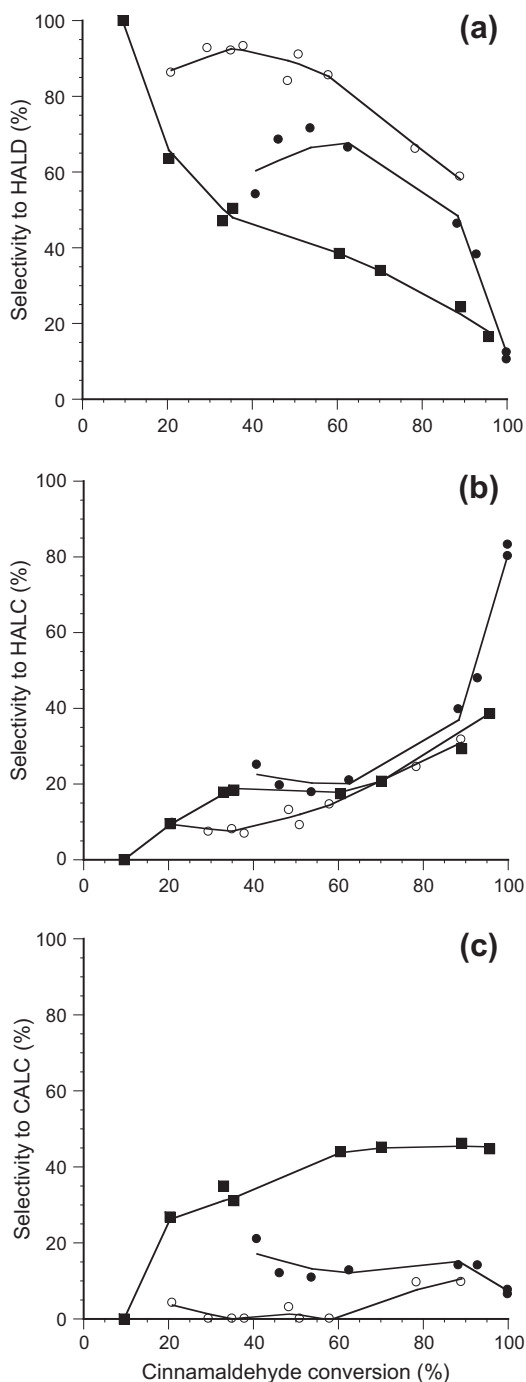 (a)
Selectivity to HALD (%)
100
80
60
40
20
0
0 20 40 60 80 100
(b)
Selectivity to HALC (%)
100
80
60
40
20
0
0 20 40 60 80 100
(c)
Selectivity to CALC (%)
100
80
60
40
20
0
0 20 40 60 80 100
Cinnamaldehyde conversion (%)